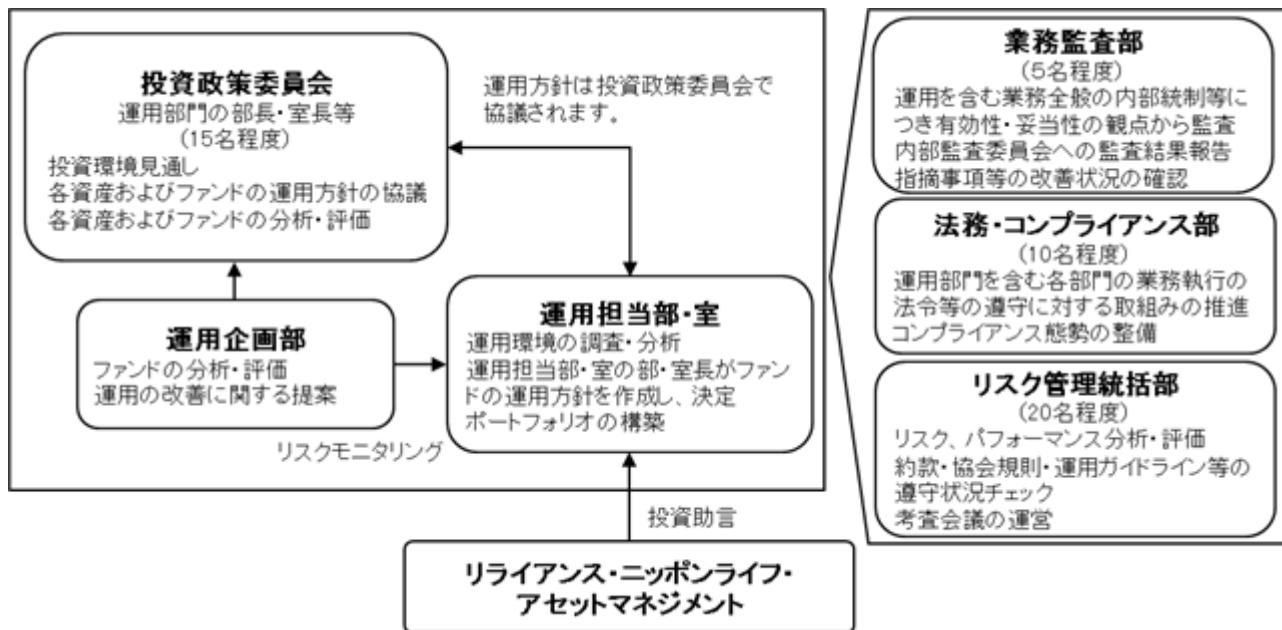 投資政策委員会
運用部門の部長・室長等
(15名程度)
投資環境見通し
各資産およびファンドの運用方針の協議
各資産およびファンドの分析・評価
運用方針は投資政策委員会で
協議されます。
運用企画部
ファンドの分析・評価
運用の改善に関する提案
リスクモニタリング
運用担当部・室
運用環境の調査・分析
運用担当部・室の部・室長がファン
ドの運用方針を作成し、決定
ポートフォリオの構築
投資助言
リライアンス・ニッポンライフ・
アセットマネジメント
業務監査部
(5名程度)
運用を含む業務全般の内部統制等に
つき有効性・妥当性の観点から監査
内部監査委員会への監査結果報告
指摘事項等の改善状況の確認
法務・コンプライアンス部
(10名程度)
運用部門を含む各部門の業務執行の
法令等の遵守に対する取組みの推進
コンプライアンス態勢の整備
リスク管理統括部
(20名程度)
リスク、パフォーマンス分析・評価
約款・協会規則・運用ガイドライン等の
遵守状況チェック
考査会議の運営